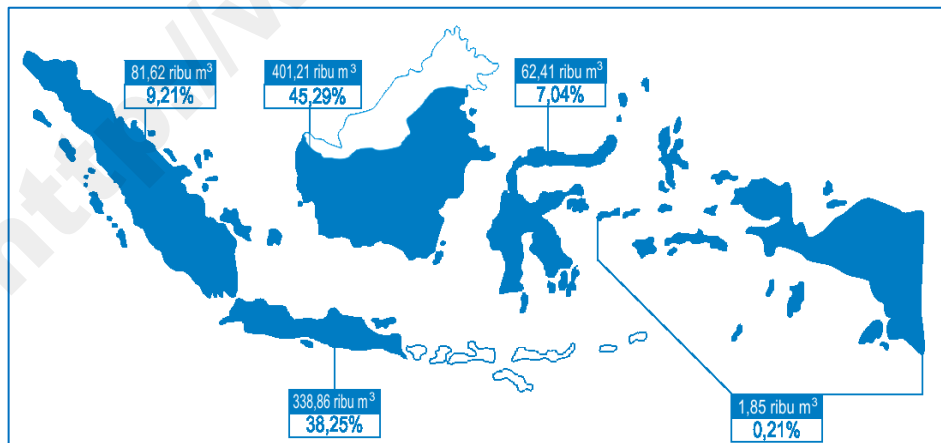 81,62 ribu m³
9,21%
401,21 ribu m³
45,29%
62,41 ribu m³
7,04%
338,86 ribu m³
38,25%
1,85 ribu m³
0,21%